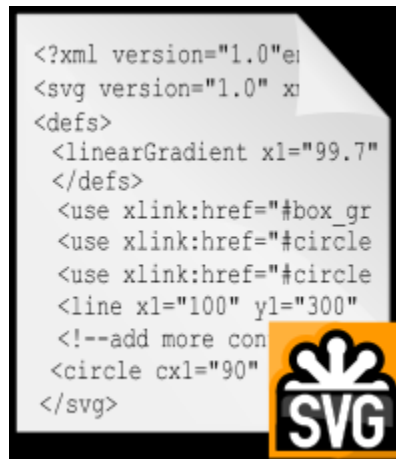 <?xml version="1.0"en
<svg version="1.0" x
<defs>
<linearGradient x1="99.7"
</defs>
<use xlink:href="#box_gr
<use xlink:href="#circle
<use xlink:href="#circle
<line x1="100" y1="300"
<!--add more con
<circle cx1="90"
</svg>
SVG